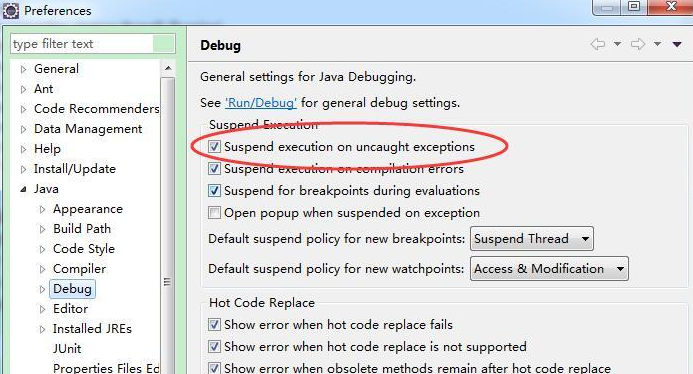 Preferences
type filter text
General
Ant
Code Recommenders
Data Management
Help
Install/Update
Java
Appearance
Build Path
Code Style
Compiler
Debug
Editor
Installed JREs
JUnit
Properties Files Ed
Debug
General settings for Java Debugging.
See 'Run/Debug' for general debug settings.
Suspend Execution
Suspend execution on uncaught exceptions
Suspend execution on compilation errors
Suspend for breakpoints during evaluations
Open popup when suspended on exception
Default suspend policy for new breakpoints: Suspend Thread
Default suspend policy for new watchpoints: Access & Modification
Hot Code Replace
Show error when hot code replace fails
Show error when hot code replace is not supported
Show error when obsolete methods remain after hot code replace